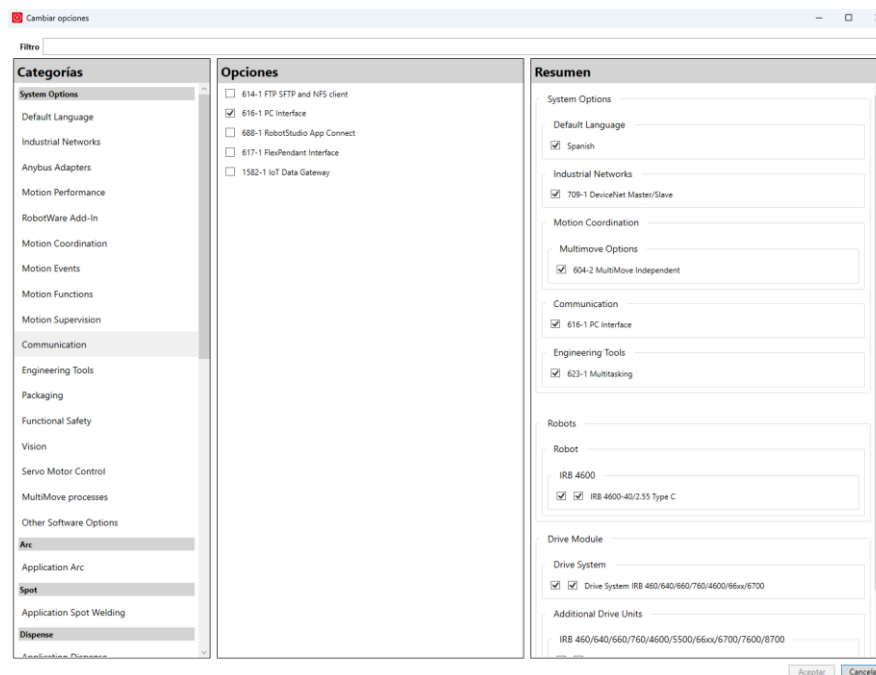 Cambiar opciones
Filtro
Categorías
System Options
Default Language
Industrial Networks
Anybus Adapters
Motion Performance
RobotWare Add-In
Motion Coordination
Motion Events
Motion Functions
Motion Supervision
Communication
Engineering Tools
Packaging
Functional Safety
Vision
Servo Motor Control
MultiMove processes
Other Software Options
Arc
Application Arc
Spot
Application Spot Welding
Dispense
Application Dispense
Opciones
614-1 FTP SFTP and NFS client
616-1 PC Interface
688-1 RobotStudio App Connect
617-1 FlexPendant Interface
1582-1 IoT Data Gateway
Resumen
System Options
Default Language
Spanish
Industrial Networks
709-1 DeviceNet Master/Slave
Motion Coordination
Multimove Options
604-2 MultiMove Independent
Communication
616-1 PC Interface
Engineering Tools
623-1 Multitasking
Robots
Robot
IRB 4600
IRB 4600-40/2.55 Type C
Drive Module
Drive System
Drive System IRB 460/640/660/760/4600/66xx/6700
Additional Drive Units
IRB 460/640/660/760/4600/5500/66xx/6700/7600/8700
Aceptar
Cancela